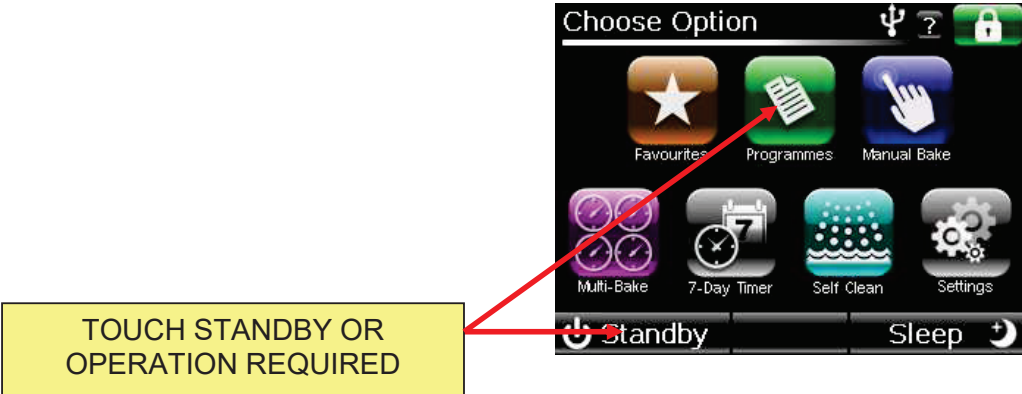 Choose Option ?
Favourites Programmes Manual Bake
7
Multi-Bake 7-Day Timer Self Clean Settings
TOUCH STANDBY OR
OPERATION REQUIRED
Standby Sleep